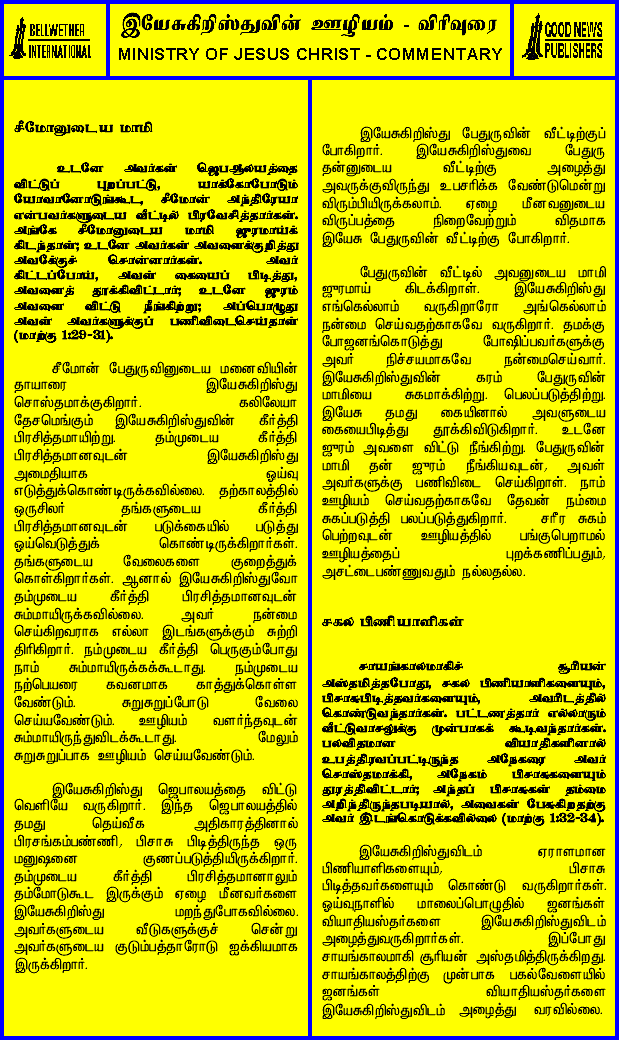 BELLWETHER
INTERNATIONAL
இயேசுகிறிஸ்துவின் ஊழியம் - விரிவுரை
MINISTRY OF JESUS CHRIST - COMMENTARY
GOOD NEWS
PUBLISHERS
சீமோனுடைய மாமி
உடனே அவர்கள் ஜெபஆலயத்தை
விட்டுப் புறப்பட்டு, யாக்கோபோடும்
யோவானோடுங்கூட, சீமோன் அந்திரேயா
என்பவர்களுடைய வீட்டில் பிரவேசித்தார்கள்.
அங்கே சீமோனுடைய மாமி ஜுரமாய்க்
கிடந்தாள்; உடனே அவர்கள் அவளைக்குறித்து
அவருக்குச் சொன்னார்கள். அவர்
கிட்டப்போய், அவள் கையைப் பிடித்து,
அவளைத் தூக்கிவிட்டார்; உடனே ஜுரம்
அவளை விட்டு நீங்கிற்று; அப்பொழுது
அவள் அவர்களுக்குப் பணிவிடைசெய்தாள்
(மாற்கு 1:29-31).
சீமோன் பேதுருவினுடைய மனைவியின்
தாயாரை இயேசுகிறிஸ்து
சொஸ்தமாக்குகிறார். கலிலேயா
தேசமெங்கும் இயேசுகிறிஸ்துவின் கீர்த்தி
பிரசித்தமாயிற்று. தம்முடைய கீர்த்தி
பிரசித்தமானவுடன் இயேசுகிறிஸ்து
அமைதியாக ஓய்வு
எடுத்துக்கொண்டிருக்கவில்லை. தற்காலத்தில்
ஒருசிலர் தங்களுடைய கீர்த்தி
பிரசித்தமானவுடன் படுக்கையில் படுத்து
ஓய்வெடுத்துக் கொண்டிருக்கிறார்கள்.
தங்களுடைய வேலைகளை குறைத்துக்
கொள்கிறார்கள். ஆனால் இயேசுகிறிஸ்துவோ
தம்முடைய கீர்த்தி பிரசித்தமானவுடன்
சும்மாயிருக்கவில்லை. அவர் நன்மை
செய்கிறவராக எல்லா இடங்களுக்கும் சுற்றி
திரிகிறார். நம்முடைய கீர்த்தி பெருகும்போது
நாம் சும்மாயிருக்கக்கூடாது. நம்முடைய
நற்பெயரை கவனமாக காத்துக்கொள்ள
வேண்டும். சுறுசுறுப்போடு வேலை
செய்யவேண்டும். ஊழியம் வளர்ந்தவுடன்
சும்மாயிருந்துவிடக்கூடாது. மேலும்
சுறுசுறுப்பாக ஊழியம் செய்யவேண்டும்.
இயேசுகிறிஸ்து ஜெபாலயத்தை விட்டு
வெளியே வருகிறார். இந்த ஜெபாலயத்தில்
தமது தெய்வீக அதிகாரத்தினால்
பிரசங்கம்பண்ணி, பிசாசு பிடித்திருந்த ஒரு
மனுஷனை குணப்படுத்தியிருக்கிறார்.
தம்முடைய கீர்த்தி பிரசித்தமானாலும்
தம்மோடுகூட இருக்கும் ஏழை மீனவர்களை
இயேசுகிறிஸ்து மறந்துபோகவில்லை.
அவர்களுடைய வீடுகளுக்குச் சென்று
அவர்களுடைய குடும்பத்தாரோடு ஐக்கியமாக
இருக்கிறார்.
இயேசுகிறிஸ்து பேதுருவின் வீட்டிற்குப்
போகிறார். இயேசுகிறிஸ்துவை பேதுரு
தன்னுடைய வீட்டிற்கு அழைத்து
அவருக்குவிருந்து உபசரிக்க வேண்டுமென்று
விரும்பியிருக்கலாம். ஏழை மீனவனுடைய
விருப்பத்தை நிறைவேற்றும் விதமாக
இயேசு பேதுருவின் வீட்டிற்கு போகிறார்.
பேதுருவின் வீட்டில் அவனுடைய மாமி
ஜுரமாய் கிடக்கிறாள். இயேசுகிறிஸ்து
எங்கெல்லாம் வருகிறாரோ அங்கெல்லாம்
நன்மை செய்வதற்காகவே வருகிறார். தமக்கு
போஜனங்கொடுத்து போஷிப்பவர்களுக்கு
அவர் நிச்சயமாகவே நன்மைசெய்வார்.
இயேசுகிறிஸ்துவின் கரம் பேதுருவின்
மாமியை சுகமாக்கிற்று. பெலப்படுத்திற்று.
இயேசு தமது கையினால் அவளுடைய
கையைபிடித்து தூக்கிவிடுகிறார். உடனே
ஜுரம் அவளை விட்டு நீங்கிற்று. பேதுருவின்
மாமி தன் ஜுரம் நீங்கியவுடன், அவள்
அவர்களுக்கு பணிவிடை செய்கிறாள். நாம்
ஊழியம் செய்வதற்காகவே தேவன் நம்மை
சுகப்படுத்தி பலப்படுத்துகிறார். சரீர சுகம்
பெற்றவுடன் ஊழியத்தில் பங்குபெறாமல்
ஊழியத்தைப் புறக்கணிப்பதும்,
அசட்டைபண்ணுவதும் நல்லதல்ல.
சகல பிணியாளிகள்
சாயங்காலமாகிச் சூரியன்
அஸ்தமித்தபோது, சகல பிணியாளிகளையும்,
பிசாசுபிடித்தவர்களையும், அவரிடத்தில்
கொண்டுவந்தார்கள். பட்டணத்தார் எல்லாரும்
வீட்டுவாசலுக்கு முன்பாகக் கூடிவந்தார்கள்.
பலவிதமான வியாதிகளினால்
உபத்திரவப்பட்டிருந்த அநேகரை அவர்
சொஸ்தமாக்கி, அநேகம் பிசாசுகளையும்
துரத்திவிட்டார்; அந்தப் பிசாசுகள் தம்மை
அறிந்திருந்தபடியால், அவைகள் பேசுகிறதற்கு
அவர் இடங்கொடுக்கவில்லை (மாற்கு 1:32-34).
இயேசுகிறிஸ்துவிடம் ஏராளமான
பிணியாளிகளையும், பிசாசு
பிடித்தவர்களையும் கொண்டு வருகிறார்கள்.
ஓய்வுநாளில் மாலைப்பொழுதில் ஜனங்கள்
வியாதியஸ்தர்களை இயேசுகிறிஸ்துவிடம்
அழைத்துவருகிறார்கள். இப்போது
சாயங்காலமாகி சூரியன் அஸ்தமித்திருக்கிறது.
சாயங்காலத்திற்கு முன்பாக பகல்வேளையில்
ஜனங்கள் வியாதியஸ்தர்களை
இயேசுகிறிஸ்துவிடம் அழைத்து வரவில்லை.